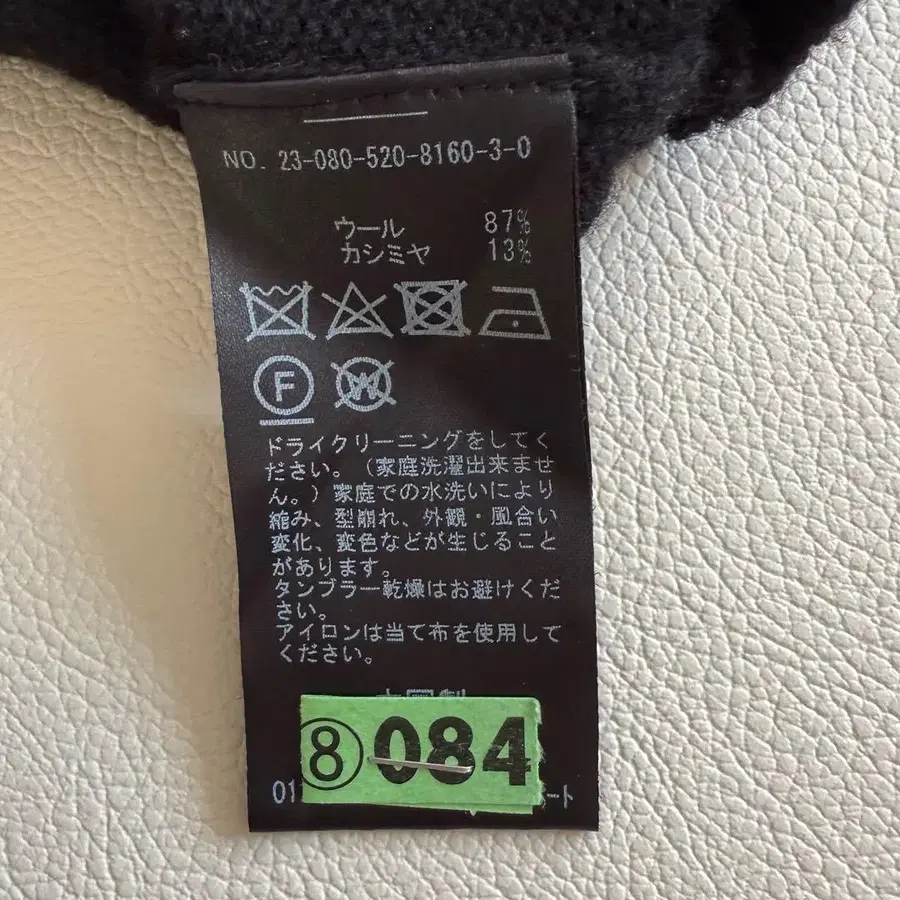 NO. 23-080-520-8160-3-0
ウール 87%
カシミヤ 13%
F
W
ドライクリーニングをしてく
ださい。(家庭洗濯出来ませ
ん。)家庭での水洗いにより
縮み、型崩れ、外観・風合い
変化、変色などが生じること
があります。
タンブラー乾燥はお避けくだ
さい。
アイロンは当て布を使用して
ください。
⑧084
01
ート